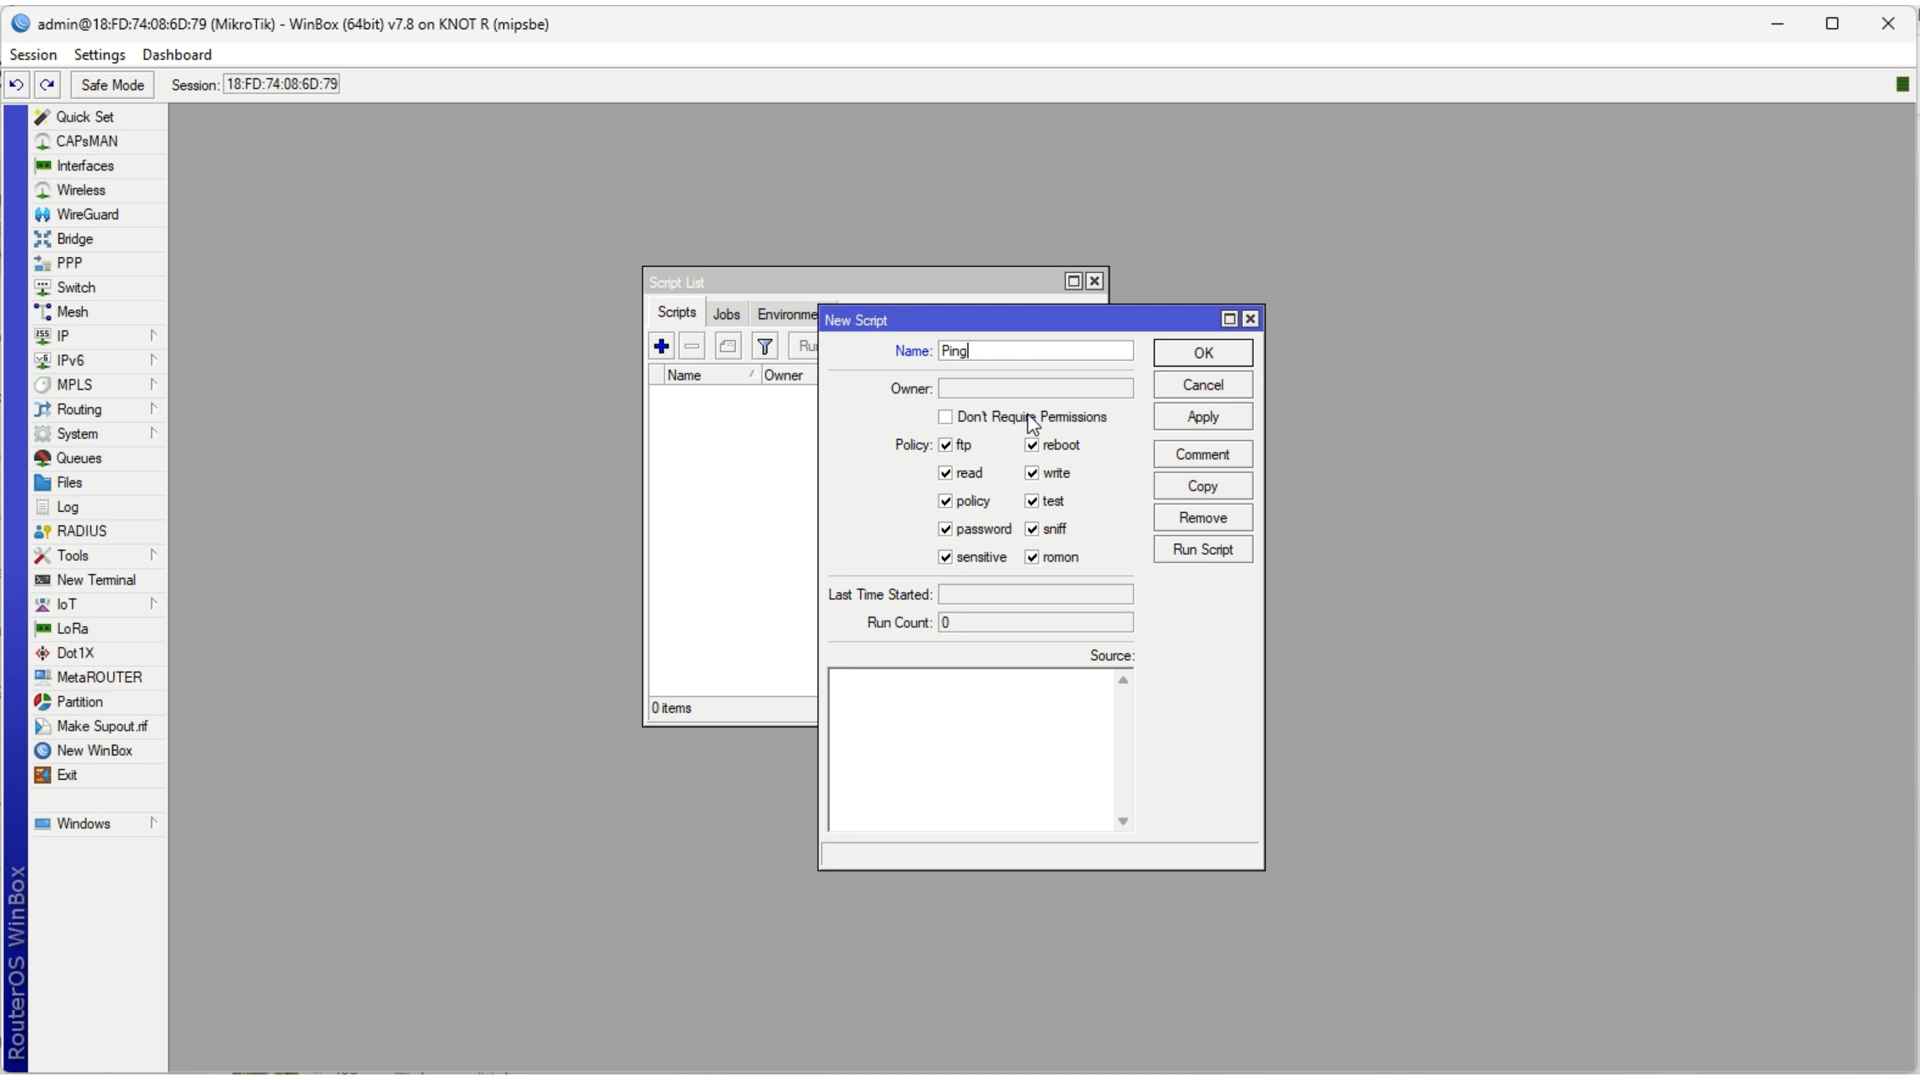 admin@18:FD:74:08:6D:79 (MikroTik) - WinBox (64bit) v7.8 on KNOT R (mipsbe)
Session Settings Dashboard
Safe Mode Session: 18:FD:74:08:6D:79
Quick Set
CAPsMAN
Interfaces
Wireless
WireGuard
Bridge
PPP
Switch
Mesh
IP
IPv6
MPLS
Routing
System
Queues
Files
Log
RADIUS
Tools
New Terminal
IoT
LoRa
Dot1X
MetaROUTER
Partition
Make Supout.rif
New WinBox
Exit
Windows
RouterOS WinBox
Script List
Scripts Jobs Environme
Ru
Name Owner
0 items
New Script
Name: Ping
Owner:
Don't Require Permissions
Policy: ftp reboot
read write
policy test
password sniff
sensitive romon
Last Time Started:
Run Count: 0
Source:
OK
Cancel
Apply
Comment
Copy
Remove
Run Script